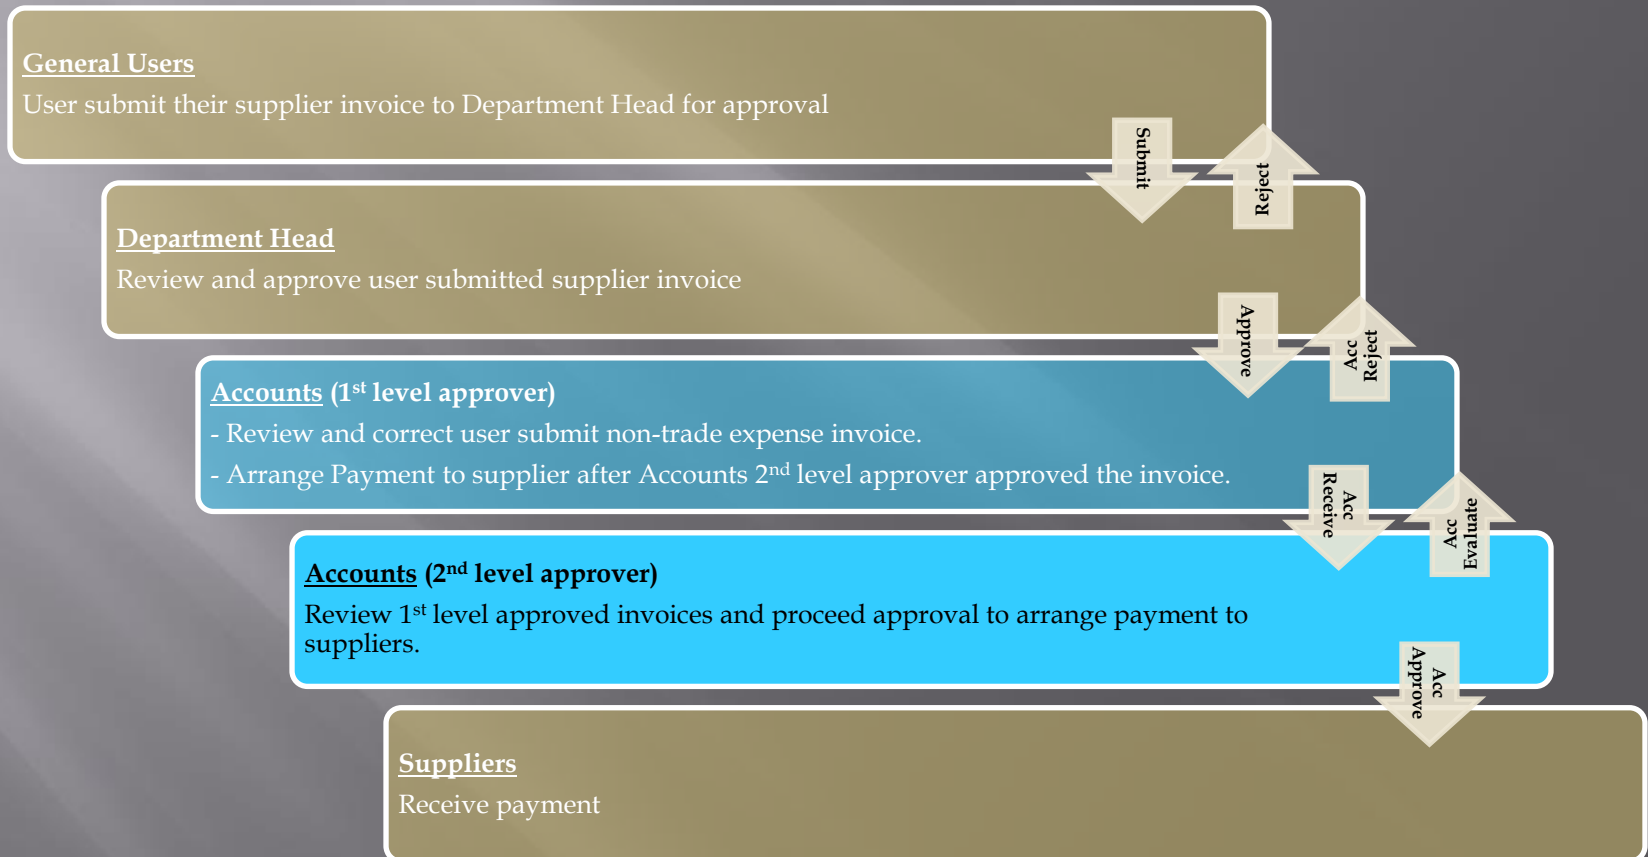 General Users
User submit their supplier invoice to Department Head for approval
Submit
Reject
Department Head
Review and approve user submitted supplier invoice
Approve
Acc
Reject
Accounts (1st level approver)
- Review and correct user submit non-trade expense invoice.
- Arrange Payment to supplier after Accounts 2nd level approver approved the invoice.
Acc
Receive
Acc
Evaluate
Accounts (2nd level approver)
Review 1st level approved invoices and proceed approval to arrange payment to
suppliers.
Acc
Approve
Suppliers
Receive payment